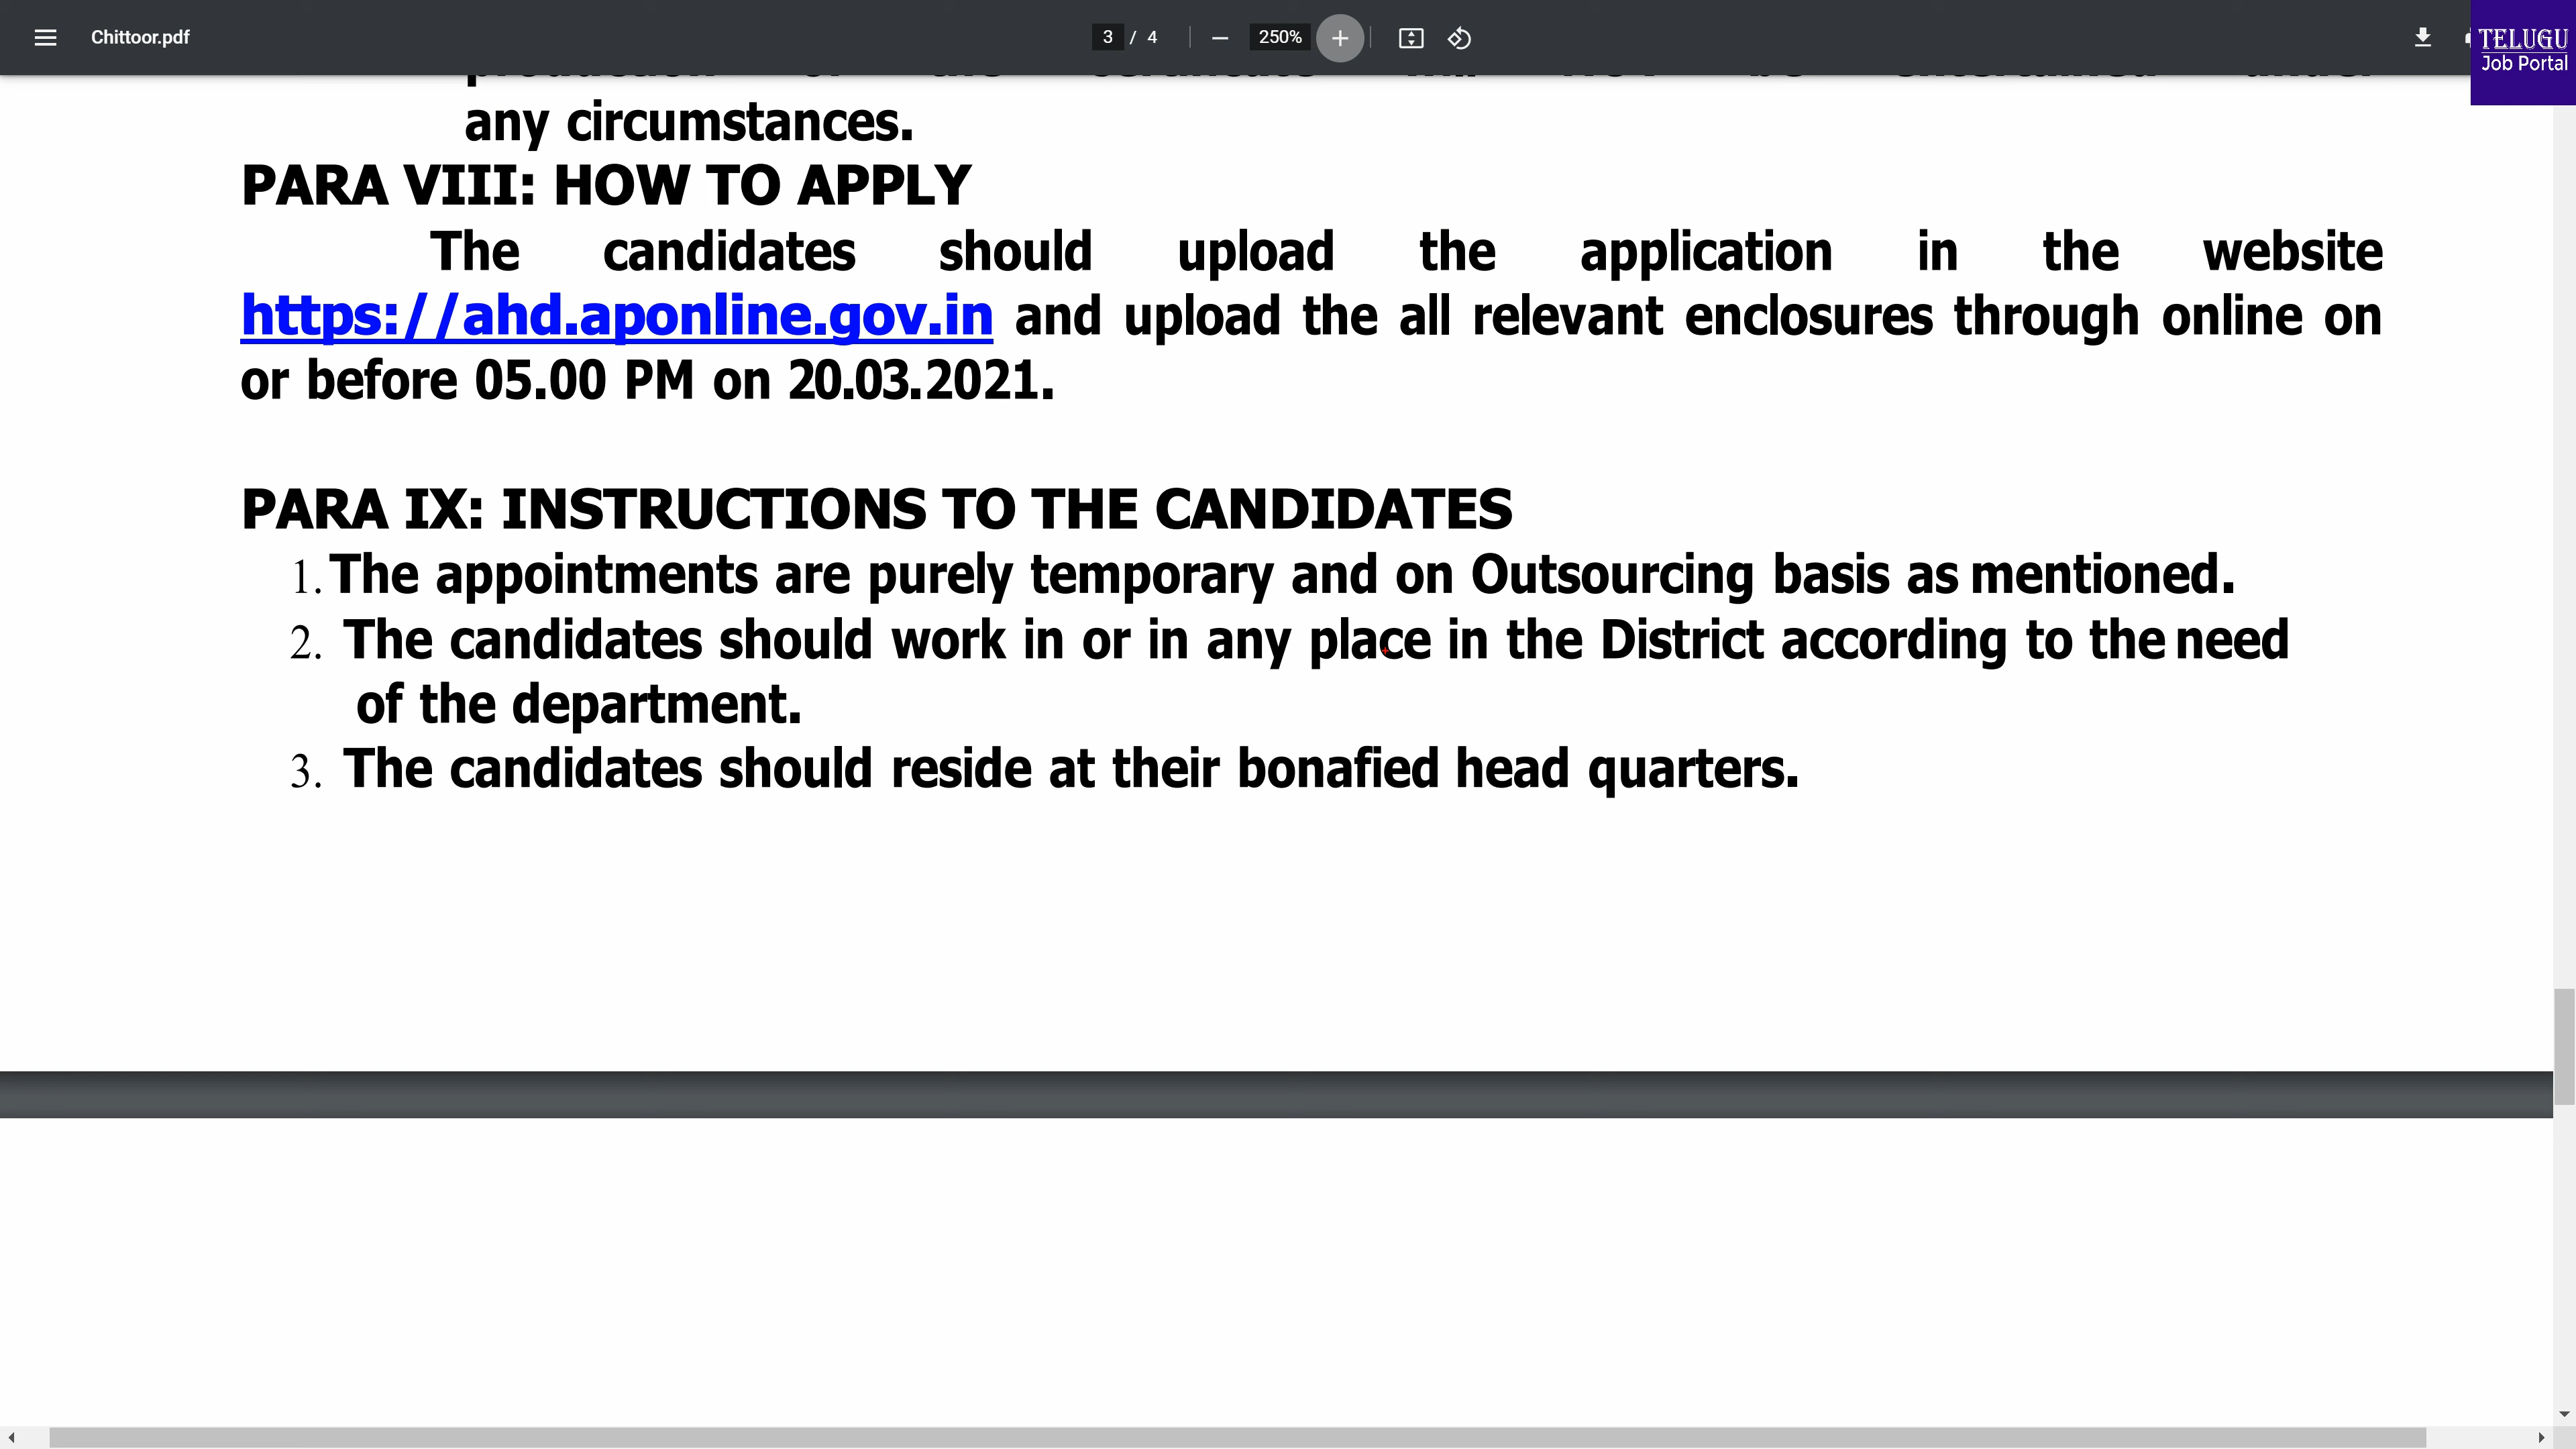 Chittoor.pdf
3 / 4
250%
TELUGU
Job Portal
any circumstances.
PARA VIII: HOW TO APPLY
The candidates should upload the application in the website
https://ahd.aponline.gov.in and upload the all relevant enclosures through online on
or before 05.00 PM on 20.03.2021.
PARA IX: INSTRUCTIONS TO THE CANDIDATES
1. The appointments are purely temporary and on Outsourcing basis as mentioned.
2. The candidates should work in or in any place in the District according to the need
of the department.
3. The candidates should reside at their bonafied head quarters.